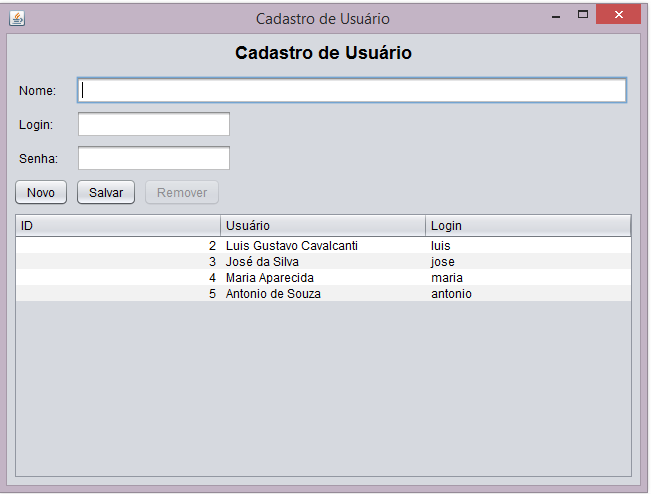 Cadastro de Usuário
Cadastro de Usuário
Nome:
Login:
Senha:
Novo Salvar Remover
ID Usuário Login
2 Luis Gustavo Cavalcanti luis
3 José da Silva jose
4 Maria Aparecida maria
5 Antonio de Souza antonio